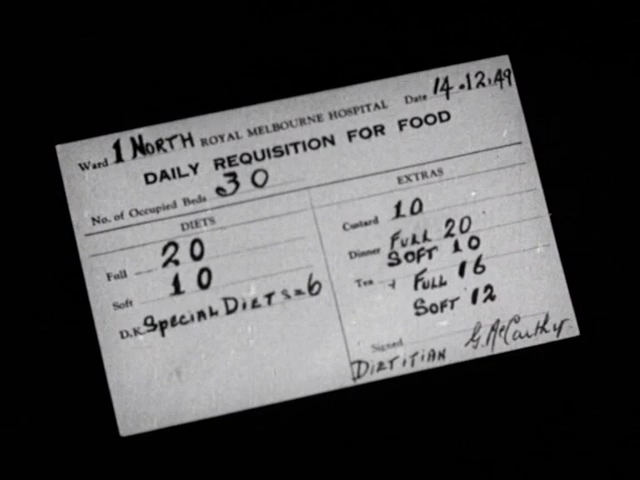 Ward 1 NORTH ROYAL MELBOURNE HOSPITAL Date 14.12.49
DAILY REQUISITION FOR FOOD
No. of Occupied Beds 30
DIETS
Full 20
Soft 10
D.K. SPECIAL DIETS=6
EXTRAS
Custard 10
Dinner FULL 20
SOFT 10
Tea FULL 16
SOFT 12
Signed
DIETITIAN G. McCarthy